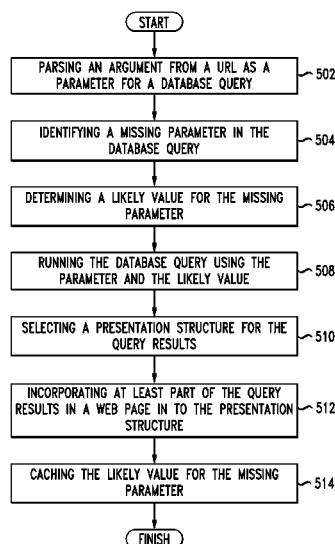 START
PARSING AN ARGUMENT FROM A URL AS A
PARAMETER FOR A DATABASE QUERY
502
IDENTIFYING A MISSING PARAMETER IN THE
DATABASE QUERY
504
DETERMINING A LIKELY VALUE FOR THE MISSING
PARAMETER
506
RUNNING THE DATABASE QUERY USING THE
PARAMETER AND THE LIKELY VALUE
508
SELECTING A PRESENTATION STRUCTURE FOR THE
QUERY RESULTS
510
INCORPORATING AT LEAST PART OF THE QUERY
RESULTS IN A WEB PAGE IN TO THE PRESENTATION
STRUCTURE
512
CACHING THE LIKELY VALUE FOR THE MISSING
PARAMETER
514
FINISH